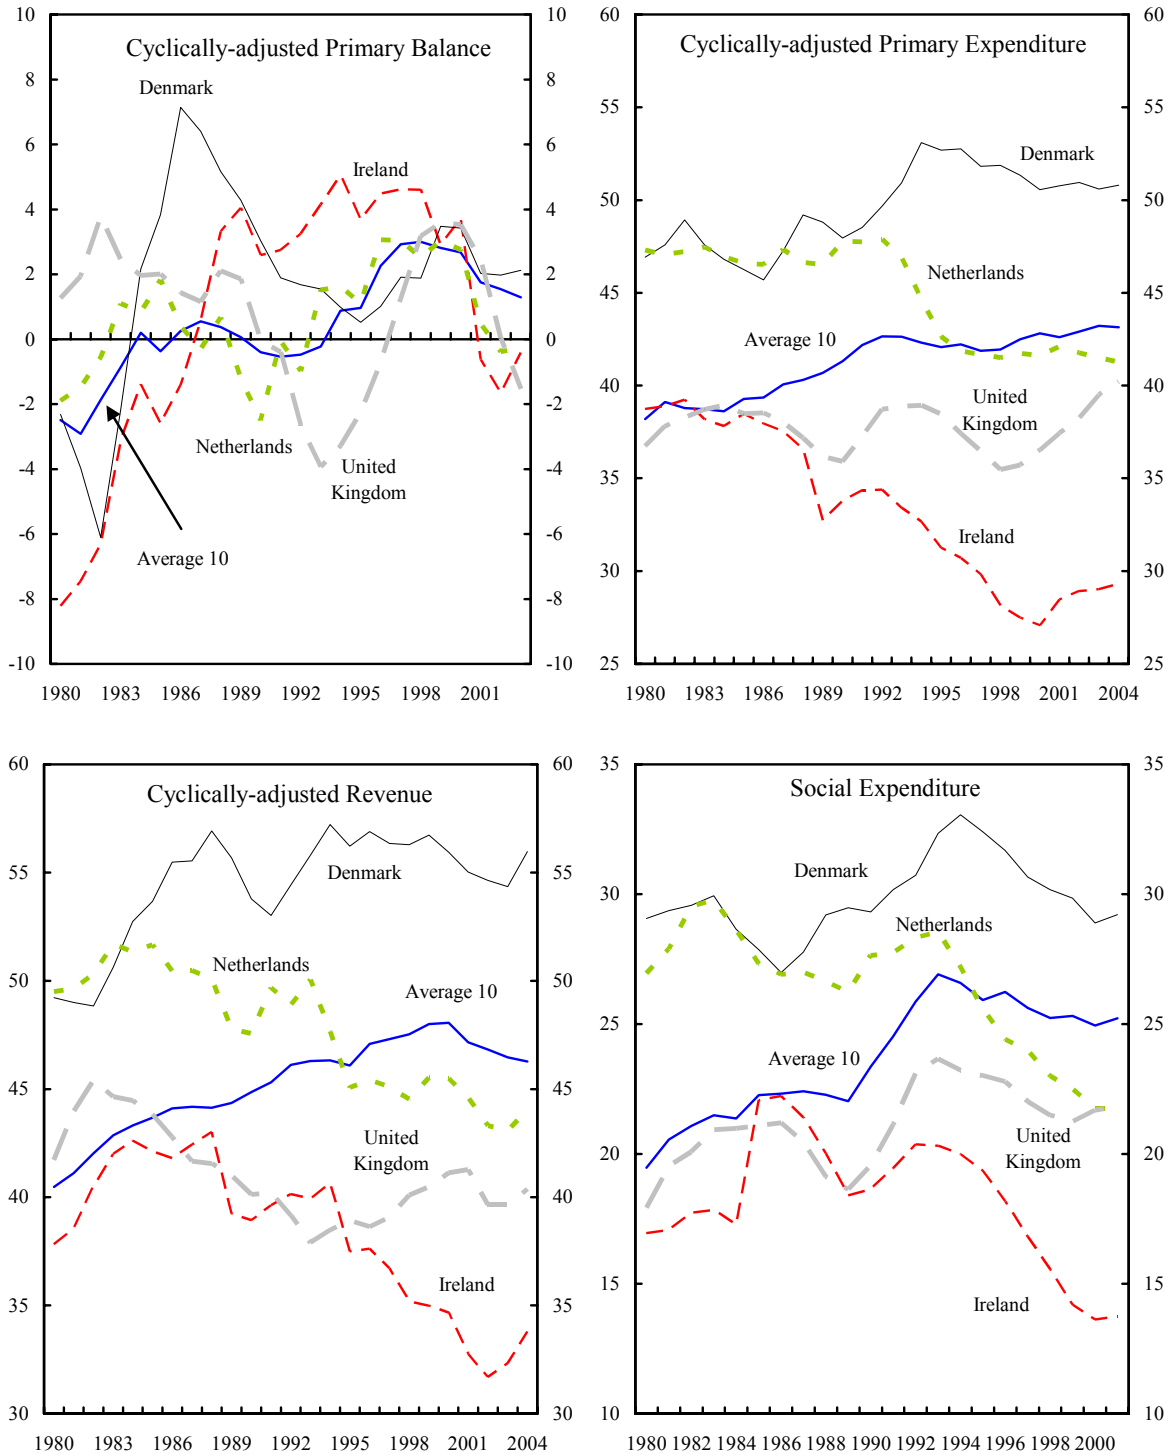 Cyclically-adjusted Primary Balance
10
8
6
4
2
0
-2
-4
-6
-8
-10
10
8
6
4
2
0
-2
-4
-6
-8
-10
Denmark
Ireland
Netherlands
United
Kingdom
Average 10
1980 1983 1986 1989 1992 1995 1998 2001
Cyclically-adjusted Primary Expenditure
60
55
50
45
40
35
30
25
60
55
50
45
40
35
30
25
Denmark
Netherlands
Average 10
United
Kingdom
Ireland
1980 1983 1986 1989 1992 1995 1998 2001 2004
Cyclically-adjusted Revenue
60
55
50
45
40
35
30
60
55
50
45
40
35
30
Denmark
Netherlands
Average 10
United
Kingdom
Ireland
1980 1983 1986 1989 1992 1995 1998 2001 2004
Social Expenditure
35
30
25
20
15
10
35
30
25
20
15
10
Denmark
Netherlands
Average 10
United
Kingdom
Ireland
1980 1982 1984 1986 1988 1990 1992 1994 1996 1998 2000